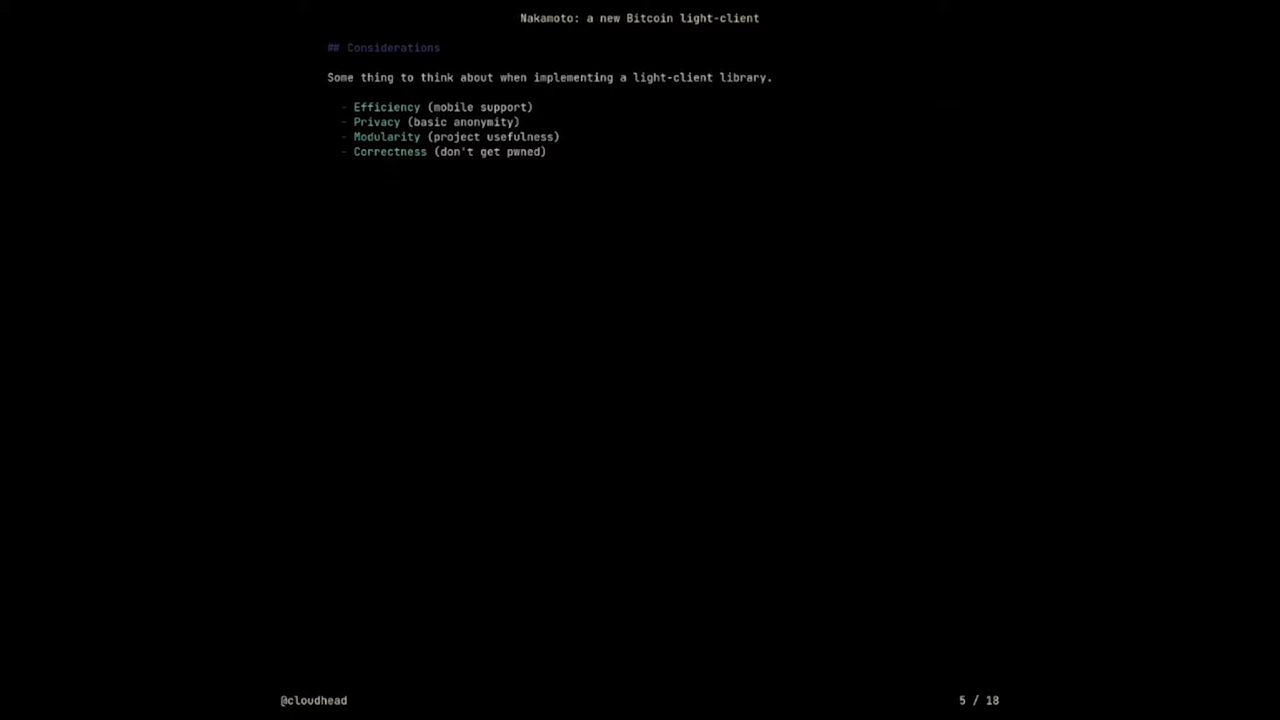 Nakamoto: a new Bitcoin light-client
## Considerations
Some thing to think about when implementing a light-client library.
- Efficiency (mobile support)
- Privacy (basic anonymity)
- Modularity (project usefulness)
- Correctness (don't get pwned)
@cloudhead
5 / 18